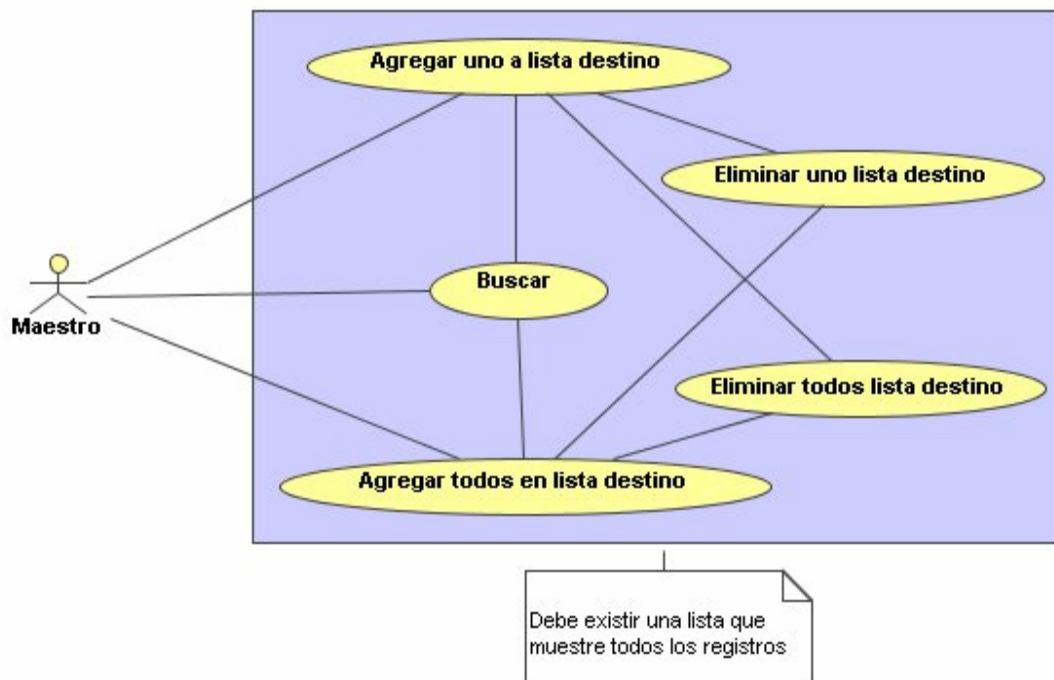 Agregar uno a lista destino
Eliminar uno lista destino
Buscar
Maestro
Eliminar todos lista destino
Agregar todos en lista destino
Debe existir una lista que
muestre todos los registros